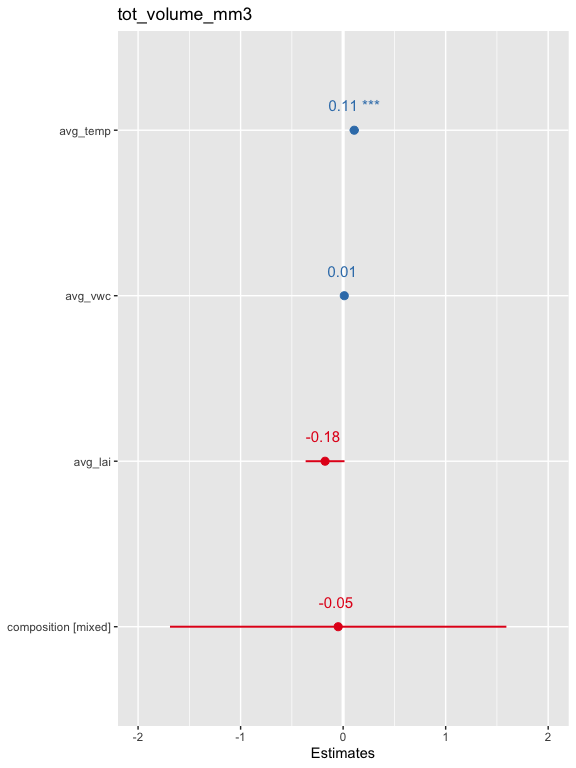 tot_volume_mm3
0.11 ***
avg_temp
0.01
avg_vwc
-0.18
avg_lai
-0.05
composition [mixed]
-2 -1 0 1 2
Estimates